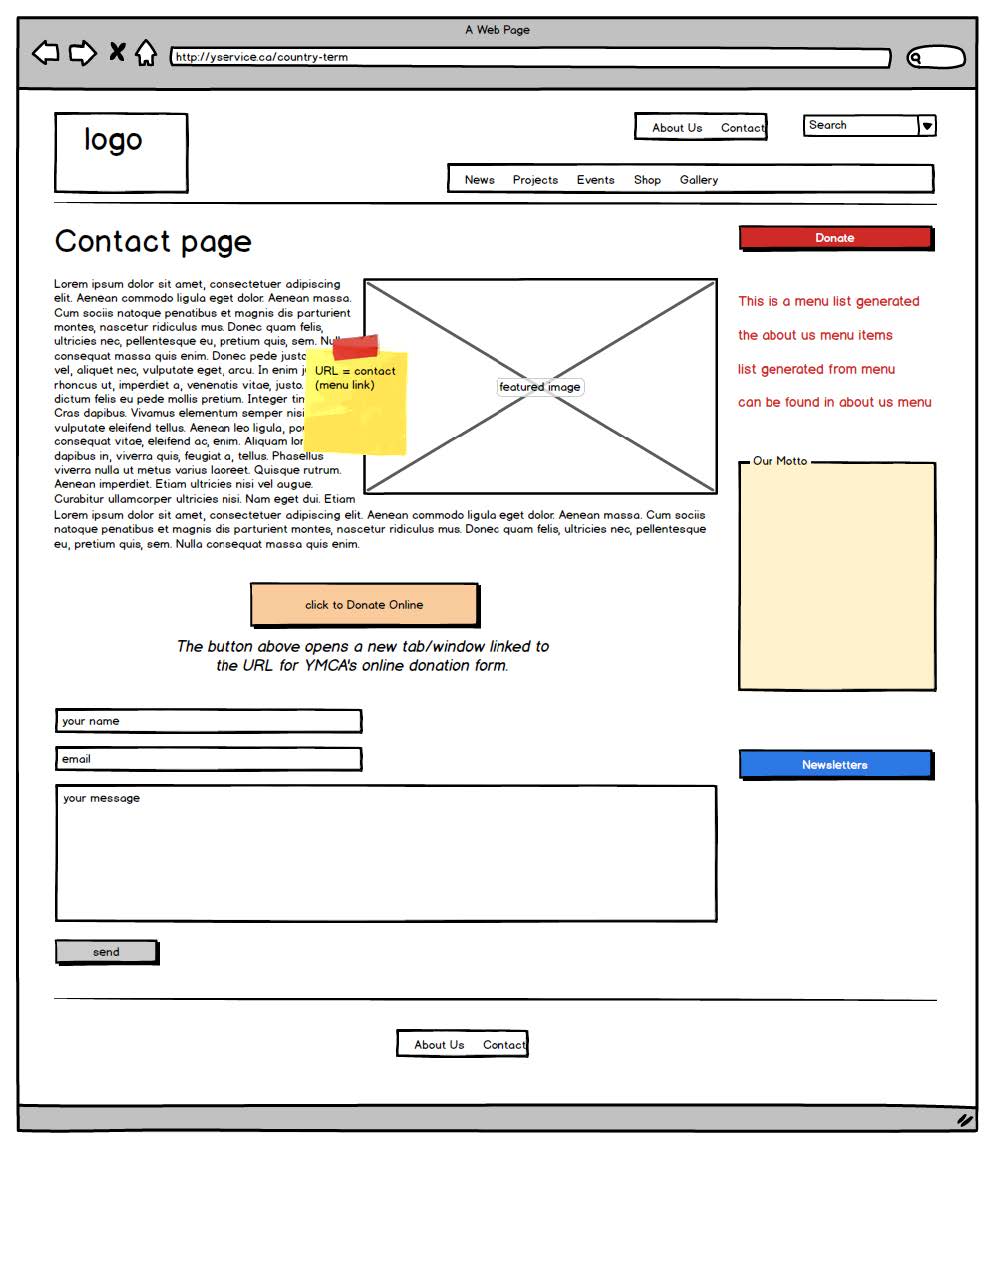 A Web Page
http://yservice.ca/country-term
logo
About Us Contact
Search
News Projects Events Shop Gallery
Contact page
Donate
Lorem ipsum dolor sit amet, consectetuer adipiscing
elit. Aenean commodo ligula eget dolor. Aenean massa.
Cum sociis natoque penatibus et magnis dis parturient
montes, nascetur ridiculus mus. Donec quam felis,
ultricies nec, pellentesque eu, pretium quis, sem.
consequat massa quis enim. Donec pede justo
vel, aliquet nec, vulputate eget, arcu. In enim
rhoncus ut, imperdiet a, venenatis vitae, justo.
dictum felis eu pede mollis pretium. Integer
Cras dapibus. Vivamus elementum semper nisi
vulputate eleifend tellus. Aenean leo ligula,
consequat vitae, eleifend ac, enim. Aliquam
dapibus in, viverra quis, feugiat a, tellus. Phasellus
viverra nulla ut metus varius laoreet. Quisque rutrum.
Aenean imperdiet. Etiam ultricies nisi vel augue.
Curabitur ullamcorper ultricies nisi. Nam eget dui. Etiam
URL = contact
(menu link)
featured image
Lorem ipsum dolor sit amet, consectetuer adipiscing elit. Aenean commodo ligula eget dolor. Aenean massa. Cum sociis
natoque penatibus et magnis dis parturient montes, nascetur ridiculus mus. Donec quam felis, ultricies nec, pellentesque
eu, pretium quis, sem. Nulla consequat massa quis enim.
This is a menu list generated
the about us menu items
list generated from menu
can be found in about us menu
Our Motto
click to Donate Online
The button above opens a new tab/window linked to
the URL for YMCA's online donation form.
your name
email
your message
send
Newsletters
About Us Contact